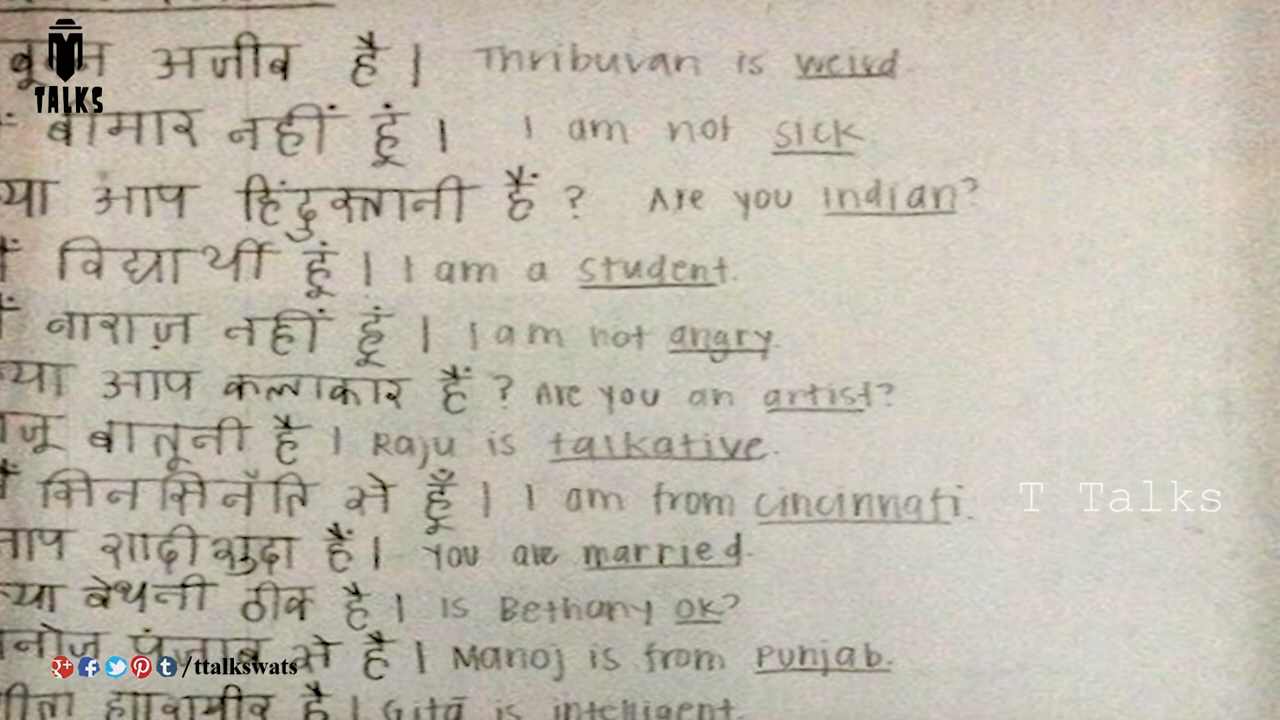 अजीब है | Thribuvan is weird.
TALKS
नहीं हूं । I am not sick.
आप हिंदुस्तानी हैं ? Are you indian?
विद्यार्थी हूं | I am a student.
नाराज़ नहीं हूं | I am not angry.
आप कलाकार हैं ? Are you an artist?
बातूनी है | Raju is talkative.
सिनसिनॅति से हूँ | I am from cincinnati.
T Talks
शादीशुदा हैं | You are married.
बेथनी ठीक है | Is Bethany ok?
से है | Manoj is from Punjab.
/ttalkswats
है | Gita is intelligent.